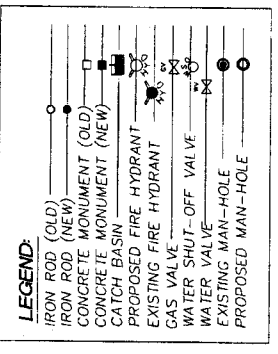 LEGEND:
IRON ROD (OLD)
IRON ROD (NEW)
CONCRETE MONUMENT (OLD)
CONCRETE MONUMENT (NEW)
CATCH BASIN
PROPOSED FIRE HYDRANT
EXISTING FIRE HYDRANT
GAS VALVE GV
WATER SHUT-OFF VALVE
WATER VALVE
EXISTING MAN-HOLE
PROPOSED MAN-HOLE